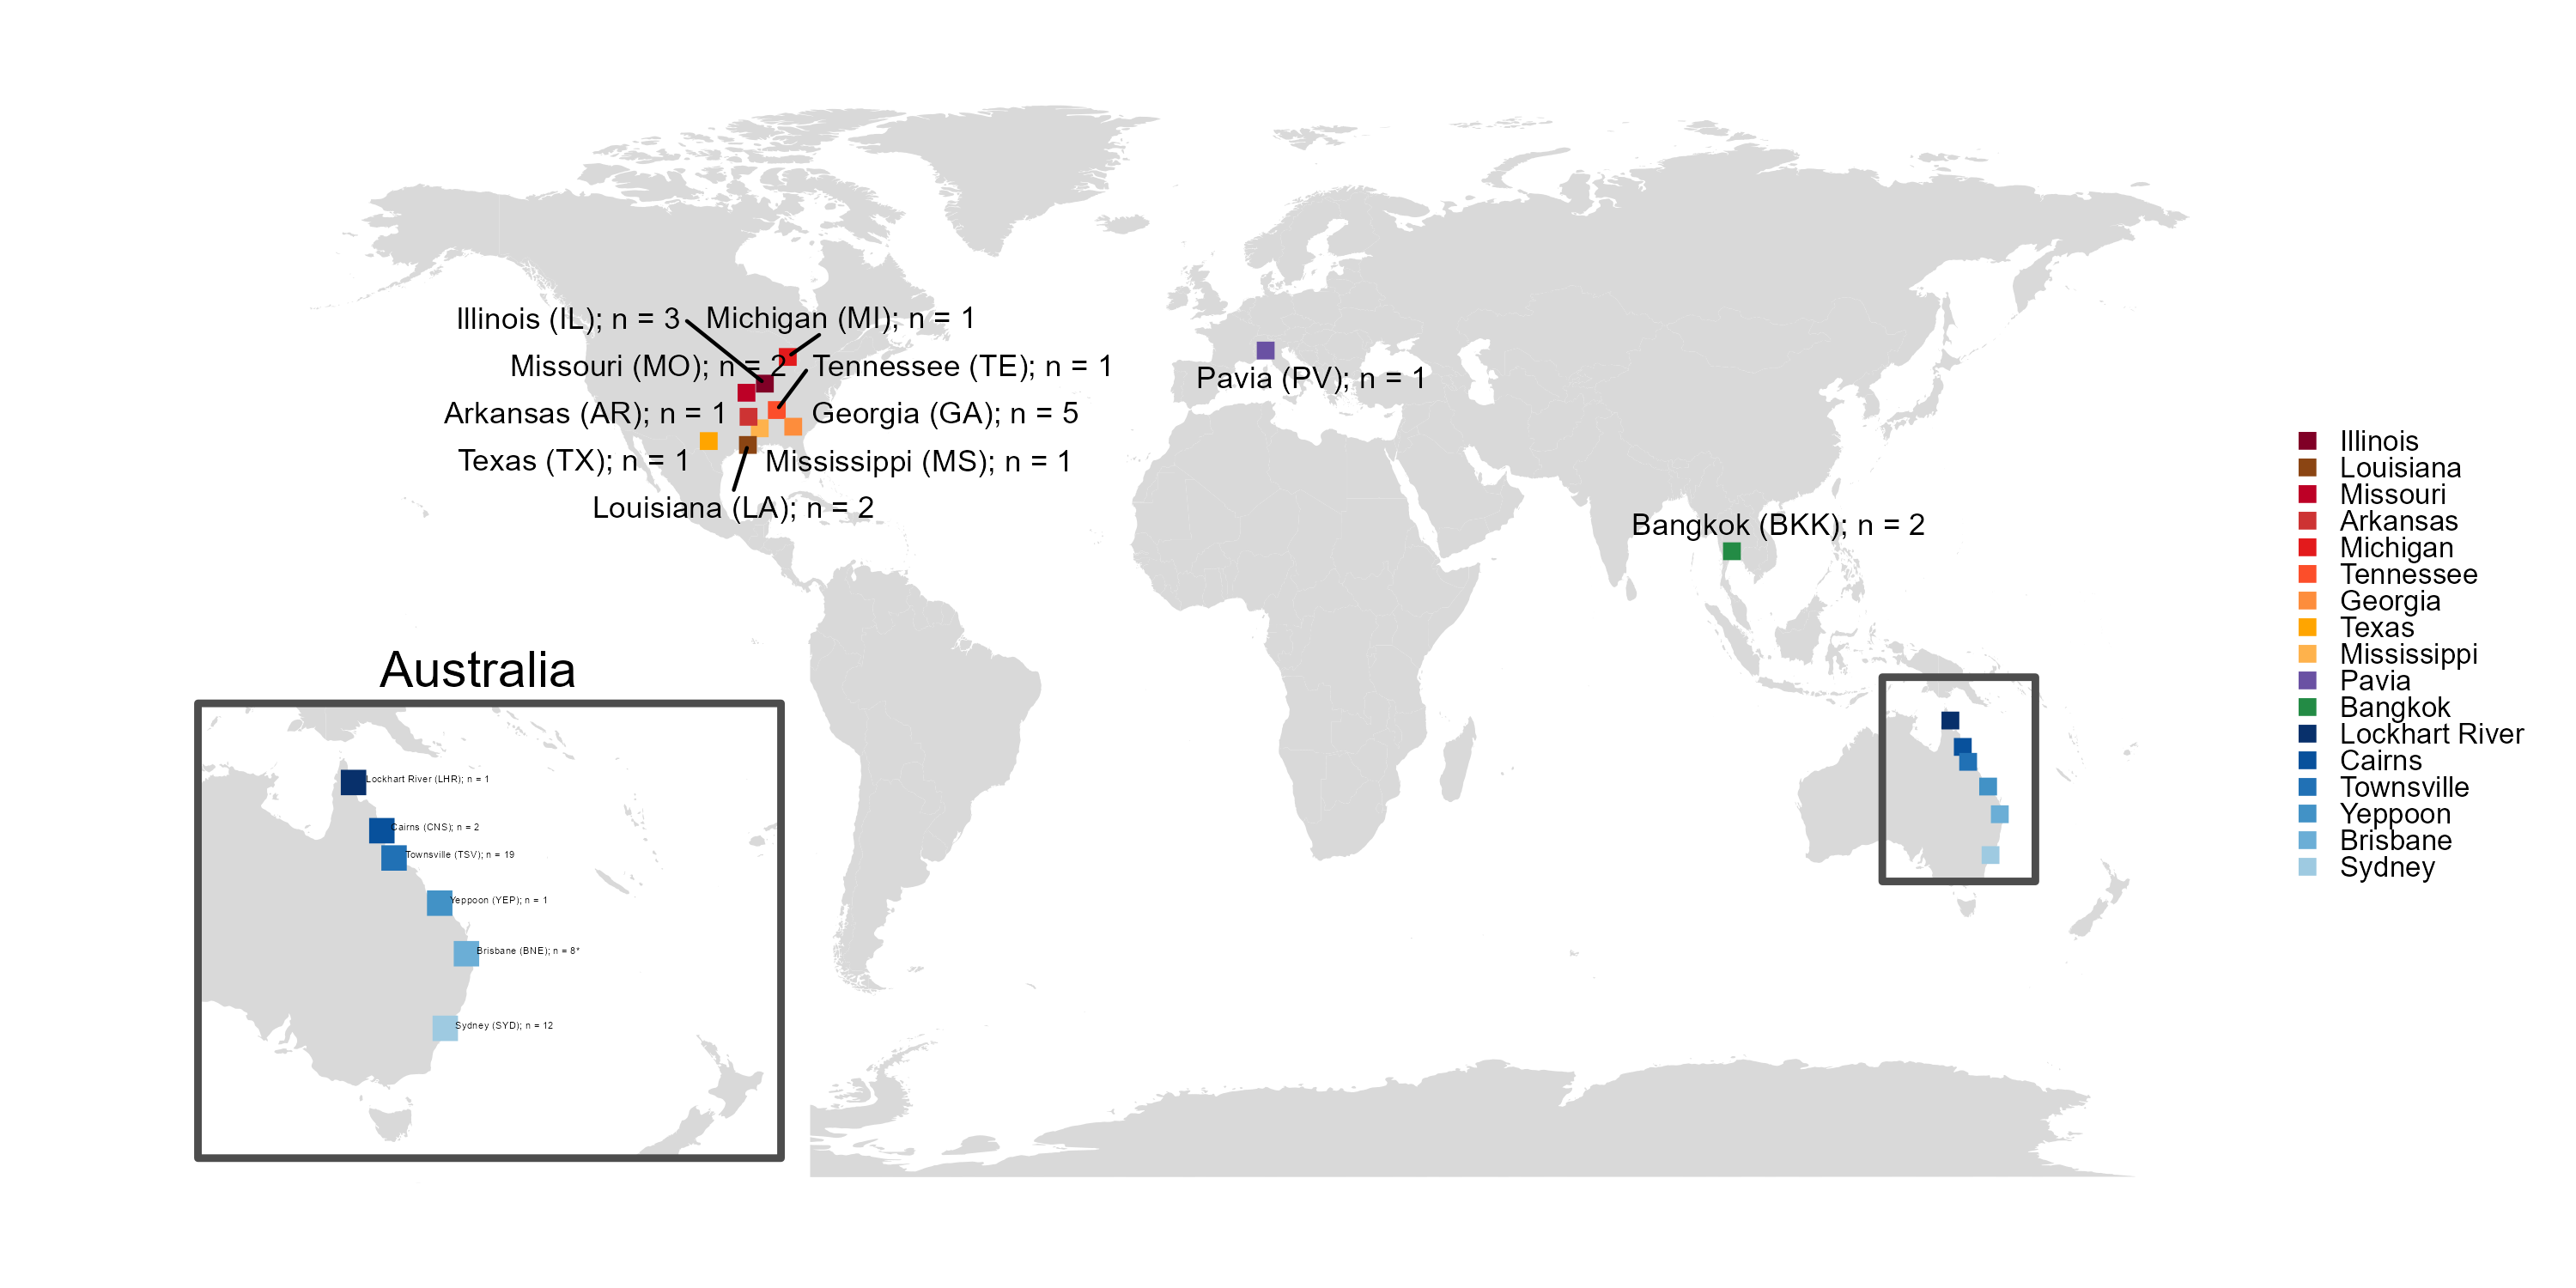 Illinois (IL); n = 3
Michigan (MI); n = 1
Missouri (MO); n = 2
Tennessee (TE); n = 1
Arkansas (AR); n = 1
Georgia (GA); n = 5
Texas (TX); n = 1
Mississippi (MS); n = 1
Louisiana (LA); n = 2
Pavia (PV); n = 1
Bangkok (BKK); n = 2
Australia
Lockhart River (LHR); n = 1
Cairns (CNS); n = 2
Townsville (TSV); n = 19
Yeppoon (YEP); n = 1
Brisbane (BNE); n = 8*
Sydney (SYD); n = 12
Illinois
Louisiana
Missouri
Arkansas
Michigan
Tennessee
Georgia
Texas
Mississippi
Pavia
Bangkok
Lockhart River
Cairns
Townsville
Yeppoon
Brisbane
Sydney